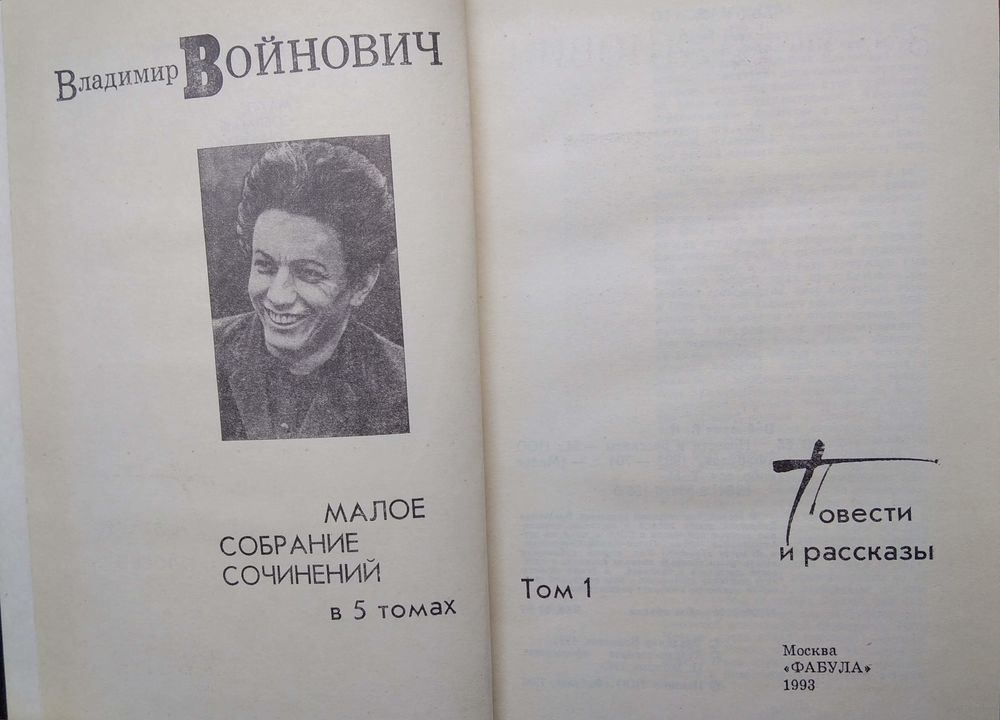 Владимир Войнович
МАЛОЕ
СОБРАНИЕ
СОЧИНЕНИЙ
в 5 томах
Том 1
Повести
и рассказы
Москва
«ФАБУЛА»
1993